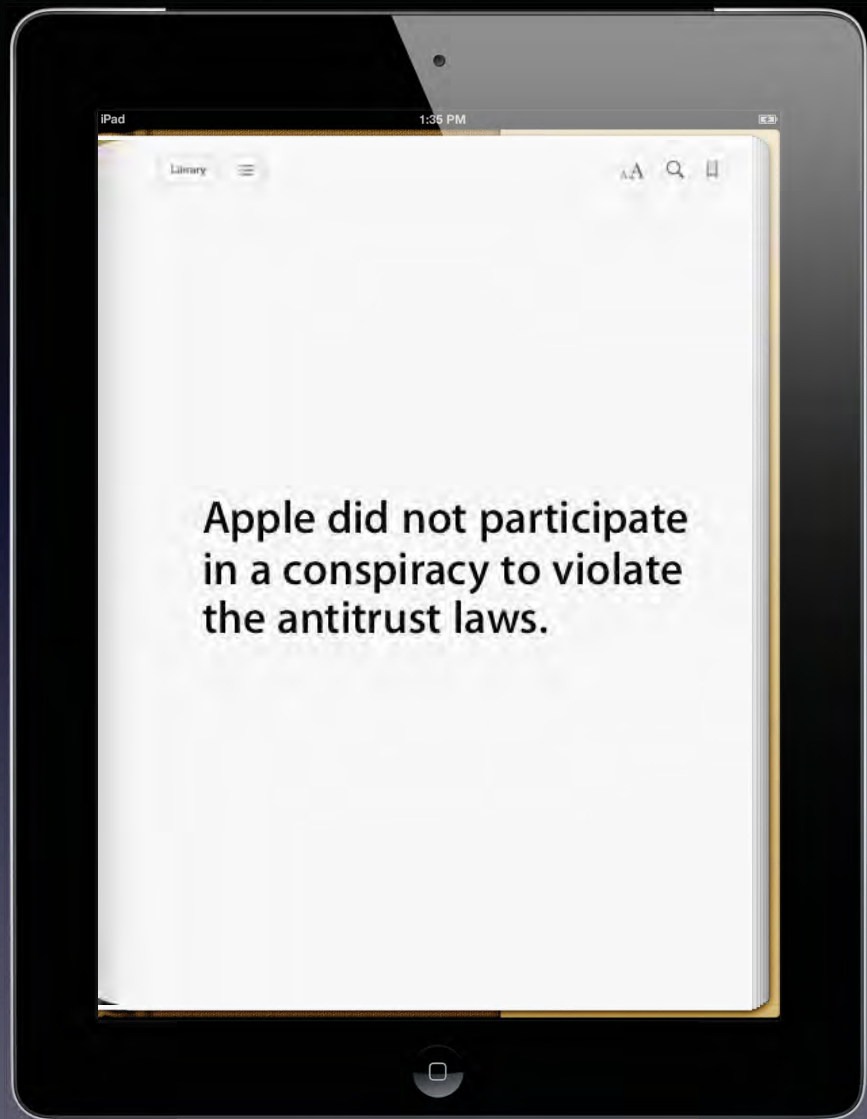 iPad
1:35 PM
Library
AA
Apple did not participate
in a conspiracy to violate
the antitrust laws.